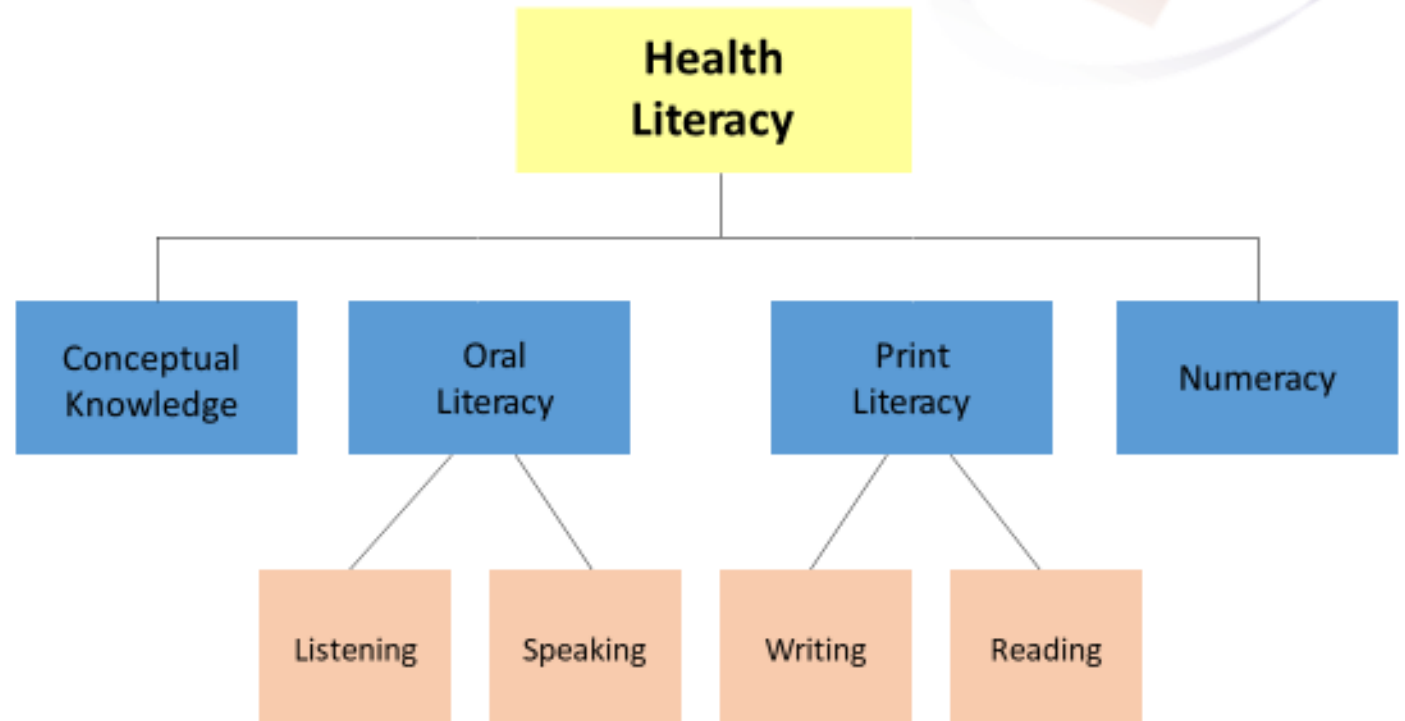 Health
Literacy
Conceptual
Knowledge
Oral
Literacy
Print
Literacy
Numeracy
Listening
Speaking
Writing
Reading